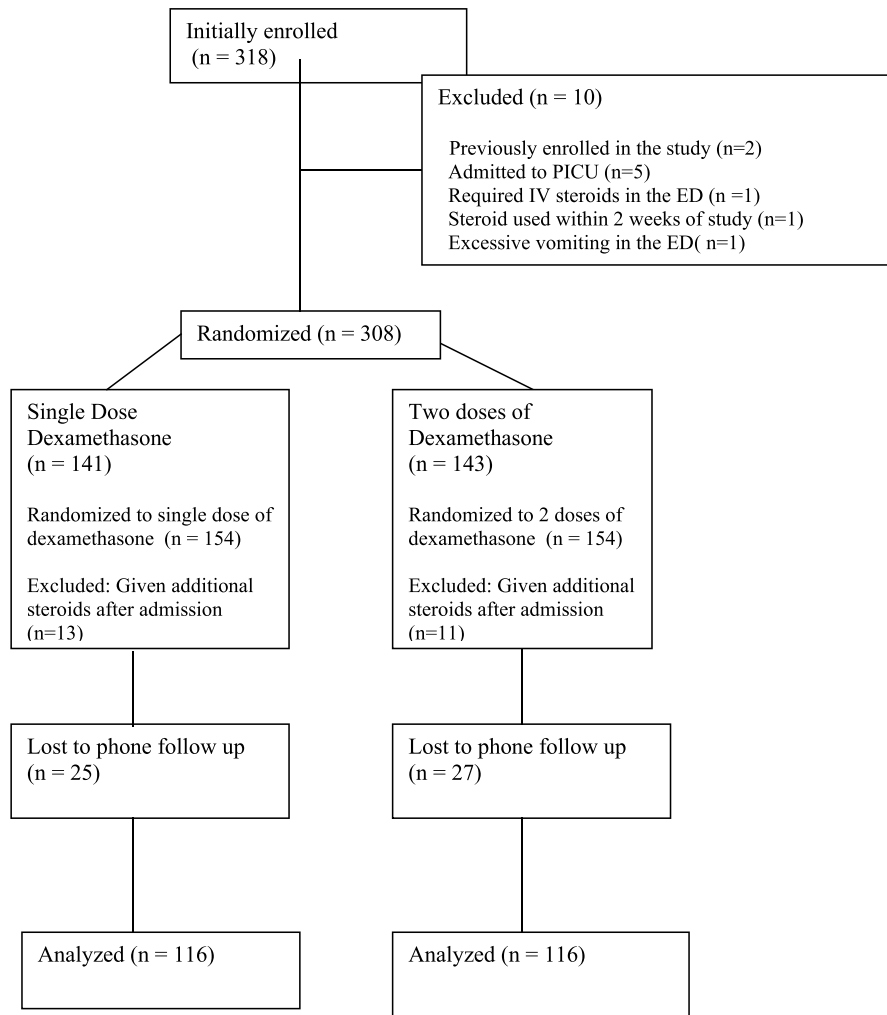 Initially enrolled
(n = 318)
Excluded (n = 10)
Previously enrolled in the study (n=2)
Admitted to PICU (n=5)
Required IV steroids in the ED (n =1)
Steroid used within 2 weeks of study (n=1)
Excessive vomiting in the ED( n=1)
Randomized (n = 308)
Single Dose
Dexamethasone
(n = 141)
Randomized to single dose of
dexamethasone (n = 154)
Excluded: Given additional
steroids after admission
(n=13)
Two doses of
Dexamethasone
(n = 143)
Randomized to 2 doses of
dexamethasone (n = 154)
Excluded: Given additional
steroids after admission
(n=11)
Lost to phone follow up
(n = 25)
Lost to phone follow up
(n = 27)
Analyzed (n = 116)
Analyzed (n = 116)